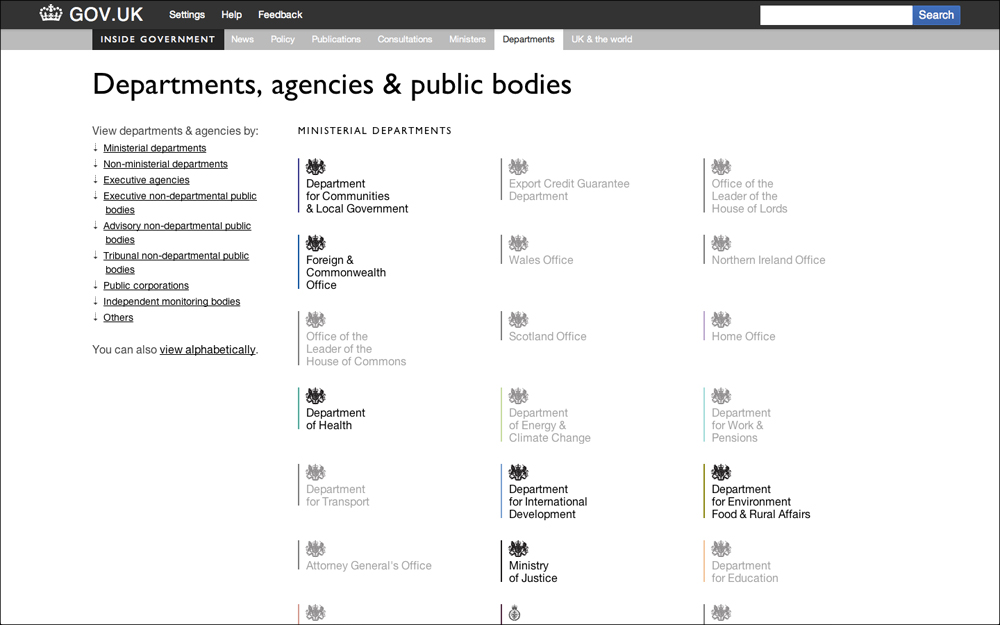 GOV.UK Settings Help Feedback Search
INSIDE GOVERNMENT News Policy Publications Consultations Ministers Departments UK & the world
Departments, agencies & public bodies
View departments & agencies by:
↓ Ministerial departments
↓ Non-ministerial departments
↓ Executive agencies
↓ Executive non-departmental public
bodies
↓ Advisory non-departmental public
bodies
↓ Tribunal non-departmental public
bodies
↓ Public corporations
↓ Independent monitoring bodies
↓ Others
You can also view alphabetically.
MINISTERIAL DEPARTMENTS
Department
for Communities
& Local Government
Export Credit Guarantee
Department
Office of the
Leader of the
House of Lords
Foreign &
Commonwealth
Office
Wales Office
Northern Ireland Office
Office of the
Leader of the
House of Commons
Scotland Office
Home Office
Department
of Health
Department
of Energy &
Climate Change
Department
for Work &
Pensions
Department
for Transport
Department
for International
Development
Department
for Environment
Food & Rural Affairs
Attorney General's Office
Ministry
of Justice
Department
for Education